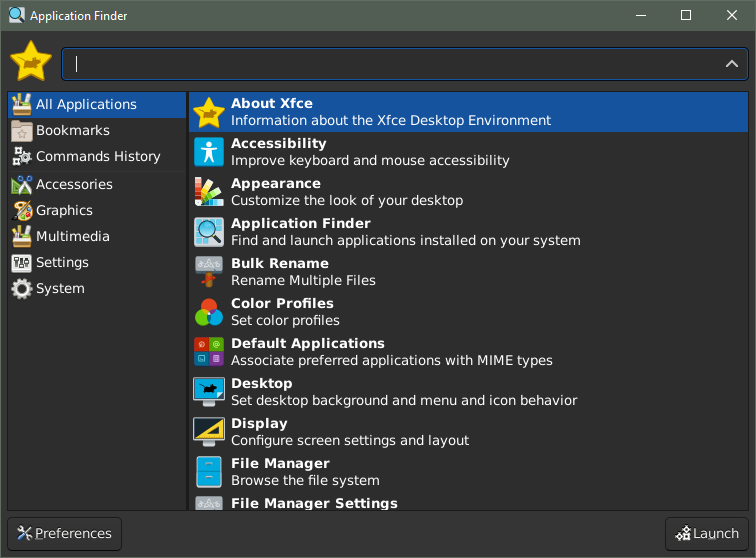 Application Finder
All Applications
Bookmarks
Commands History
Accessories
Graphics
Multimedia
Settings
System
About Xfce
Information about the Xfce Desktop Environment
Accessibility
Improve keyboard and mouse accessibility
Appearance
Customize the look of your desktop
Application Finder
Find and launch applications installed on your system
Bulk Rename
Rename Multiple Files
Color Profiles
Set color profiles
Default Applications
Associate preferred applications with MIME types
Desktop
Set desktop background and menu and icon behavior
Display
Configure screen settings and layout
File Manager
Browse the file system
File Manager Settings
Preferences
Launch